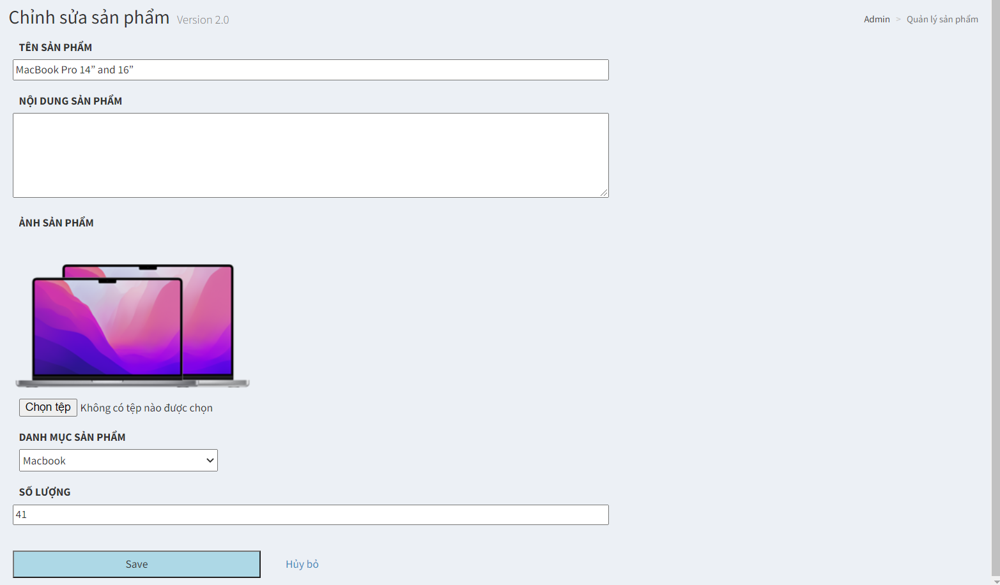 Chỉnh sửa sản phẩm Version 2.0
Admin > Quản lý sản phẩm
TÊN SẢN PHẨM
MacBook Pro 14” and 16”
NỘI DUNG SẢN PHẨM
ẢNH SẢN PHẨM
Chọn tệp Không có tệp nào được chọn
DANH MỤC SẢN PHẨM
Macbook
SỐ LƯỢNG
41
Save Hủy bỏ